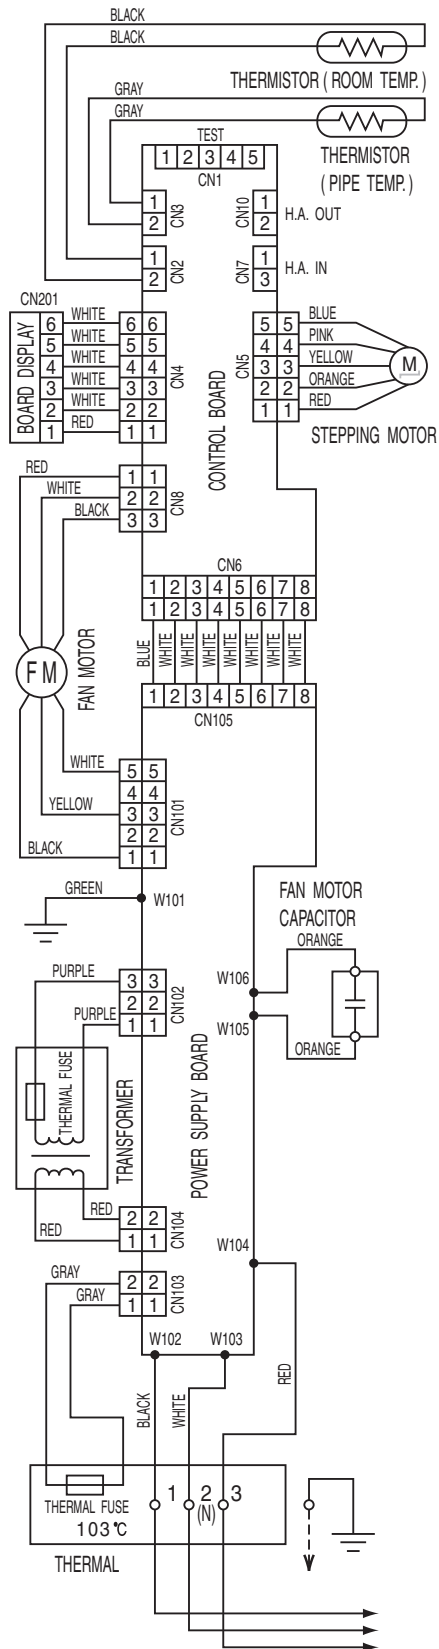 BLACK
BLACK
THERMISTOR ( ROOM TEMP. )
GRAY
GRAY
THERMISTOR
( PIPE TEMP. )
TEST
1 2 3 4 5
CN1
1
2
CN3
CN10
1
2
H.A. OUT
1
2
CN2
CN7
1
3
H.A. IN
CN201
BOARD DISPLAY
6 WHITE 6 6
5 WHITE 5 5
4 WHITE 4 4
3 WHITE 3 3
2 WHITE 2 2
1 RED 1 1
CN4
CONTROL BOARD
CN5
5 5 BLUE
4 4 PINK
3 3 YELLOW
2 2 ORANGE
1 1 RED
M
STEPPING MOTOR
RED 1 1
WHITE 2 2
BLACK 3 3
CN8
CN6
1 2 3 4 5 6 7 8
1 2 3 4 5 6 7 8
BLUE
WHITE
WHITE
WHITE
WHITE
WHITE
WHITE
WHITE
1 2 3 4 5 6 7 8
CN105
FM
FAN MOTOR
WHITE 5 5
4 4
YELLOW 3 3
2 2
BLACK 1 1
CN101
GREEN
W101
FAN MOTOR
CAPACITOR
ORANGE
W106
W105
ORANGE
PURPLE 3 3
2 2
PURPLE 1 1
CN102
POWER SUPPLY BOARD
THERMAL FUSE
TRANSFORMER
RED 2 2
RED 1 1
CN104
W104
GRAY 2 2
GRAY 1 1
CN103
W102
W103
BLACK
WHITE
RED
THERMAL FUSE
103℃
1 2 3
(N)
THERMAL